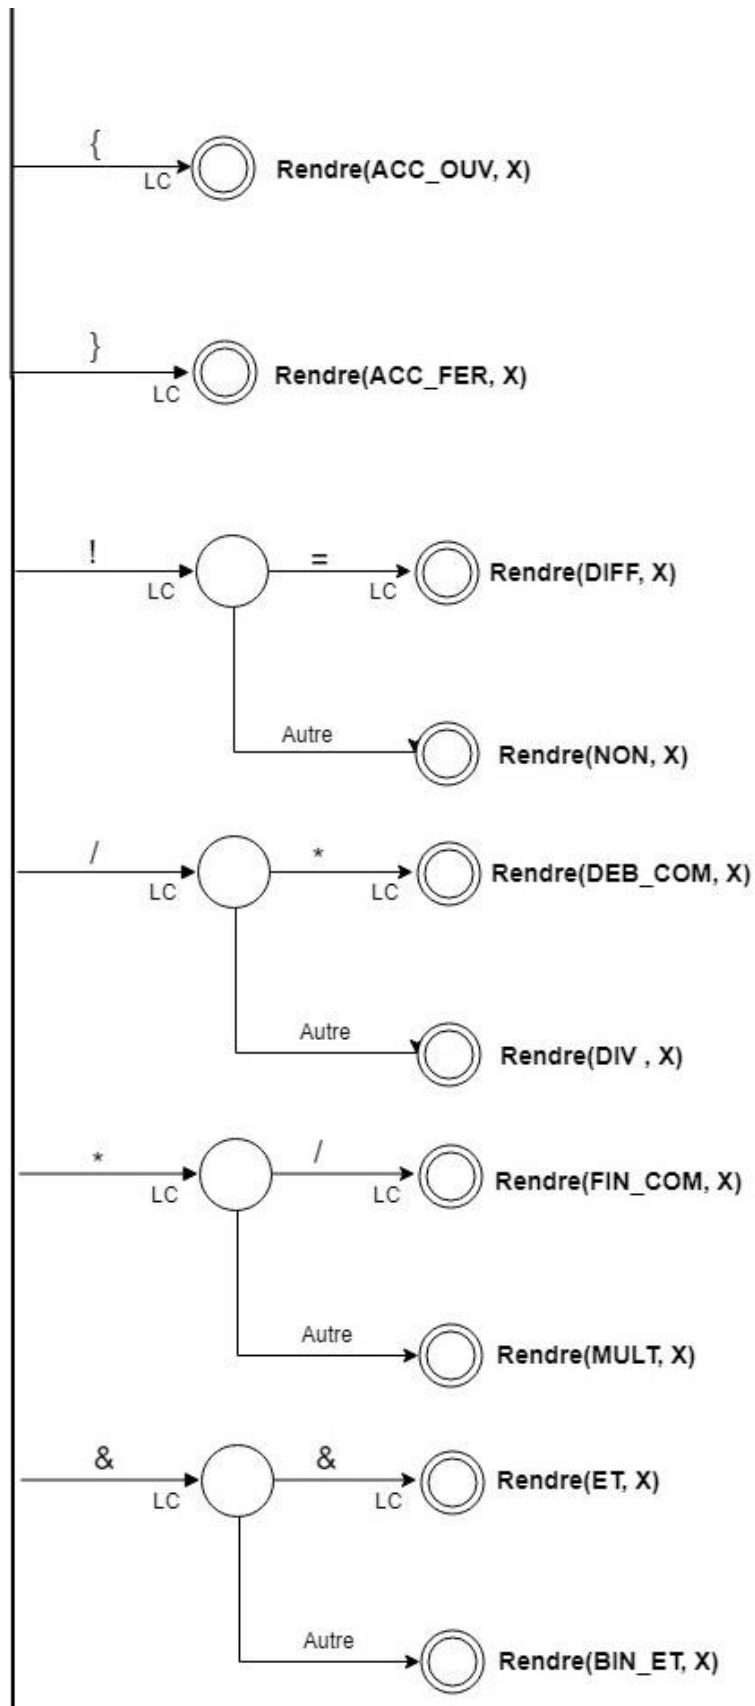 {
LC
Rendre(ACC_OUV, X)
}
LC
Rendre(ACC_FER, X)
!
LC
=
LC
Rendre(DIFF, X)
Autre
Rendre(NON, X)
/
LC
*
LC
Rendre(DEB_COM, X)
Autre
Rendre(DIV , X)
*
LC
/
LC
Rendre(FIN_COM, X)
Autre
Rendre(MULT, X)
&
LC
&
LC
Rendre(ET, X)
Autre
Rendre(BIN_ET, X)